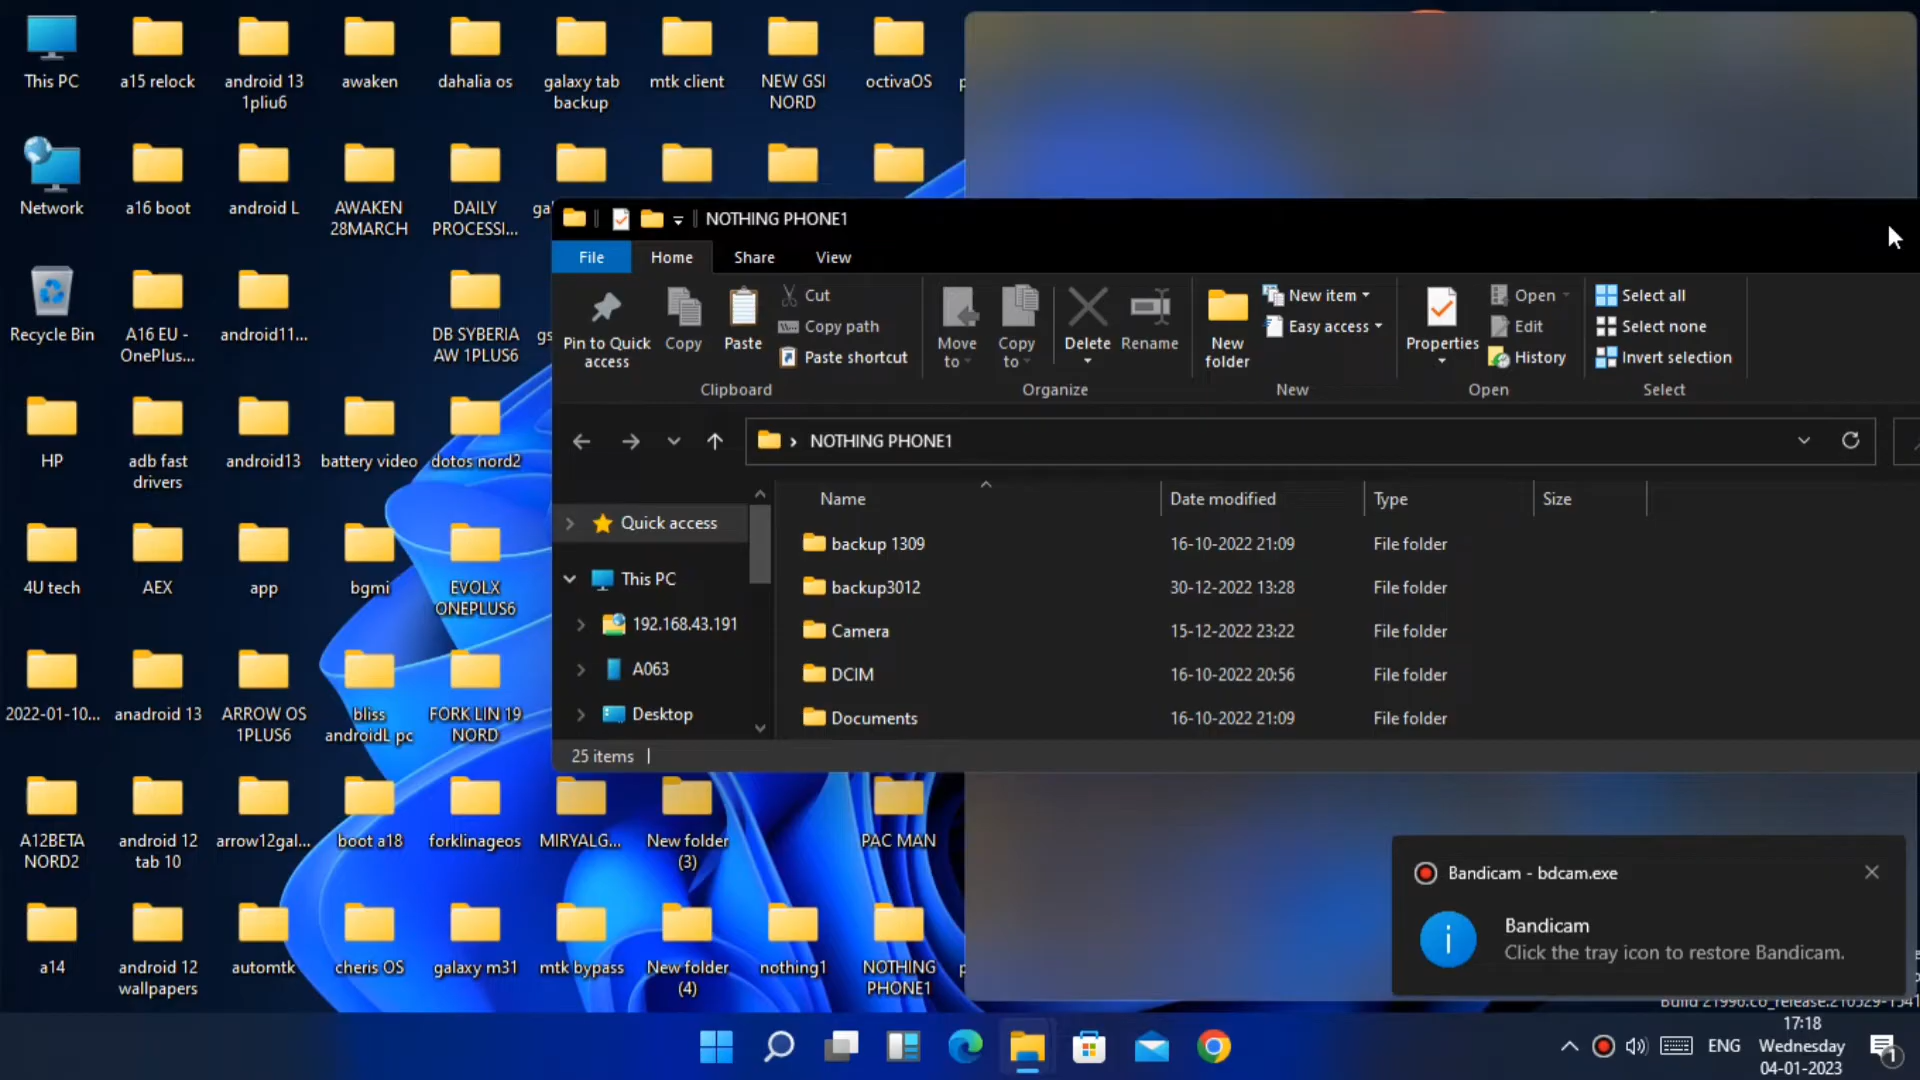 This PC
a15 relock
android 13
1pliu6
awaken
dahalia os
galaxy tab
backup
mtk client
NEW GSI
NORD
octivaOS
Network
a16 boot
android L
AWAKEN
28MARCH
DAILY
PROCESSI...
Recycle Bin
A16 EU -
OnePlus...
android11...
DB SYBERIA
AW 1PLUS6
HP
adb fast
drivers
android13
battery video
dotos nord2
4U tech
AEX
app
bgmi
EVOLX
ONEPLUS6
2022-01-10...
anadroid 13
ARROW OS
1PLUS6
bliss
androidL pc
FORK LIN 19
NORD
A12BETA
NORD2
android 12
tab 10
arrow12gal...
boot a18
forklinageos
MIRYALG...
New folder
(3)
PAC MAN
a14
android 12
wallpapers
automtk
cheris OS
galaxy m31
mtk bypass
New folder
(4)
nothing1
NOTHING
PHONE1
NOTHING PHONE1
File Home Share View
Pin to Quick
access
Copy
Paste
Cut
Copy path
Paste shortcut
Clipboard
Move
to
Copy
to
Delete
Rename
Organize
New
folder
New item
Easy access
New
Properties
Open
Edit
History
Open
Select all
Select none
Invert selection
Select
NOTHING PHONE1
Quick access
This PC
192.168.43.191
A063
Desktop
Name Date modified Type Size
backup 1309 16-10-2022 21:09 File folder
backup3012 30-12-2022 13:28 File folder
Camera 15-12-2022 23:22 File folder
DCIM 16-10-2022 20:56 File folder
Documents 16-10-2022 21:09 File folder
25 items
Bandicam - bdcam.exe
Bandicam
Click the tray icon to restore Bandicam.
ENG
17:18
Wednesday
04-01-2023
1